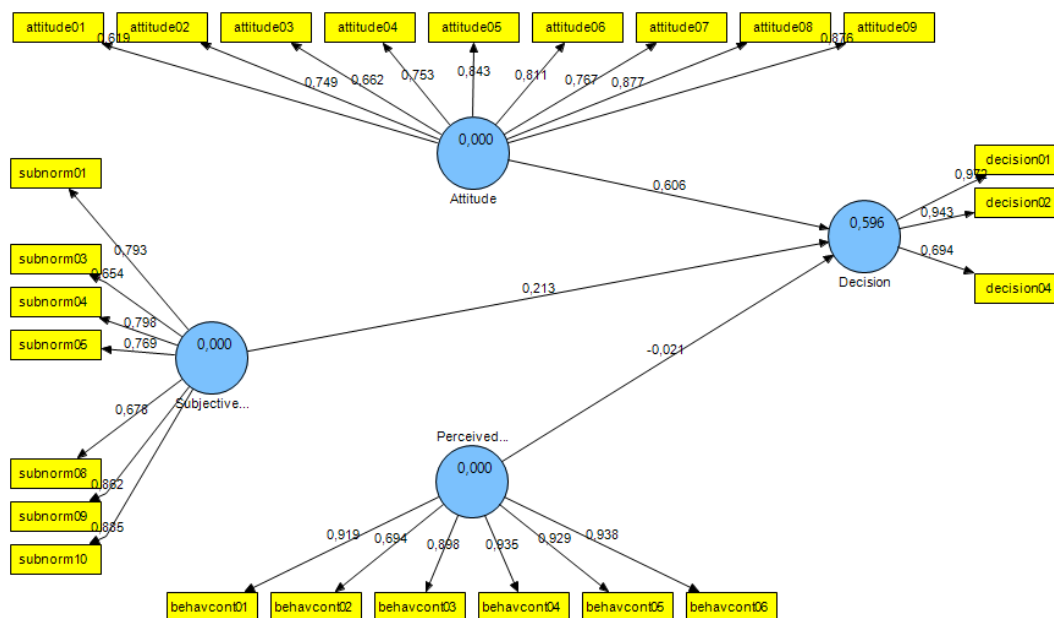 attitude01 attitude02 attitude03 attitude04 attitude05 attitude06 attitude07 attitude08 attitude09
0,619
0,749
0,662
0,753
0,843
0,811
0,767
0,877
0,876
0,000
Attitude
subnorm01
subnorm03
subnorm04
subnorm05
subnorm08
subnorm09
subnorm10
0,793
0,654
0,798
0,769
0,678
0,862
0,835
0,000
Subjective...
0,606
0,213
-0,021
0,596
Decision
0,972
0,943
0,694
decision01
decision02
decision04
Perceived...
0,000
0,919
0,694
0,898
0,935
0,929
0,938
behavcont01 behavcont02 behavcont03 behavcont04 behavcont05 behavcont06